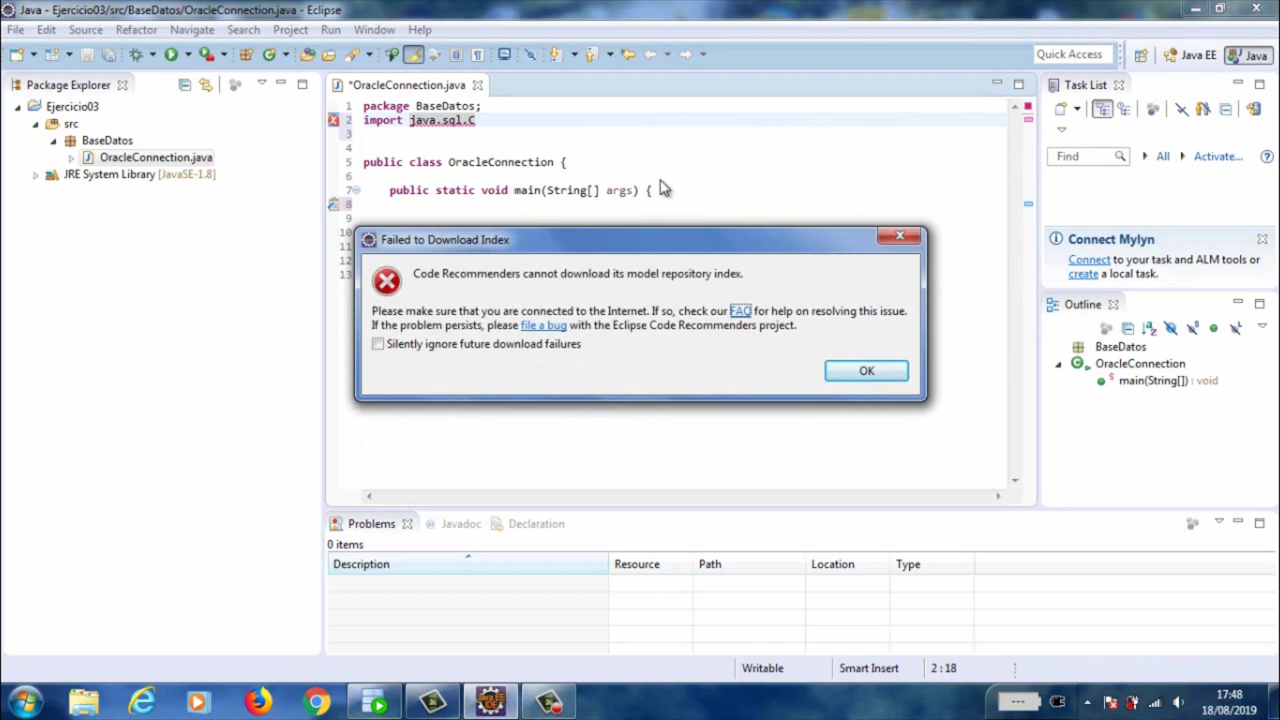 Java - Ejercicio03/src/BaseDatos/OracleConnection.java - Eclipse
File Edit Source Refactor Navigate Search Project Run Window Help
Quick Access Java EE Java
Package Explorer
Ejercicio03
src
BaseDatos
OracleConnection.java
JRE System Library [JavaSE-1.8]
*OracleConnection.java
1 package BaseDatos;
2 import java.sql.C
3
5 public class OracleConnection {
6
7 public static void main(String[] args) {
8
9
10
11
12
13
Failed to Download Index
Code Recommenders cannot download its model repository index.
Please make sure that you are connected to the Internet. If so, check our FAQ for help on resolving this issue.
If the problem persists, please file a bug with the Eclipse Code Recommenders project.
Silently ignore future download failures
OK
Task List
Find All Activate...
Connect Mylyn
Connect to your task and ALM tools or
create a local task.
Outline
BaseDatos
OracleConnection
main(String[]) : void
Problems Javadoc Declaration
0 items
Description Resource Path Location Type
Writable Smart Insert 2 : 18
Java EE
IDE
17:48
18/08/2019